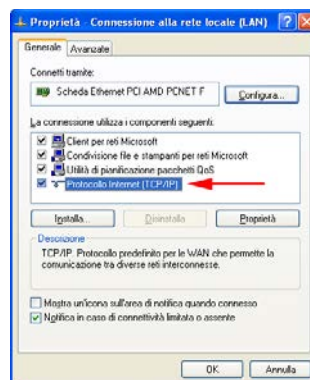 Proprietà - Connessione alla rete locale (LAN)
Generale Avanzate
Connetti tramite:
Scheda Ethernet PCI AMD PCNET F
Configura...
La connessione utilizza i componenti seguenti:
Client per reti Microsoft
Condivisione file e stampanti per reti Microsoft
Utilità di pianificazione pacchetti QoS
Protocollo Internet (TCP/IP)
Installa... Disinstalla Proprietà
Descrizione
TCP/IP. Protocollo predefinito per le WAN che permette la
comunicazione tra diverse reti interconnesse.
Mostra un'icona sull'area di notifica quando connesso
Notifica in caso di connettività limitata o assente
OK Annulla